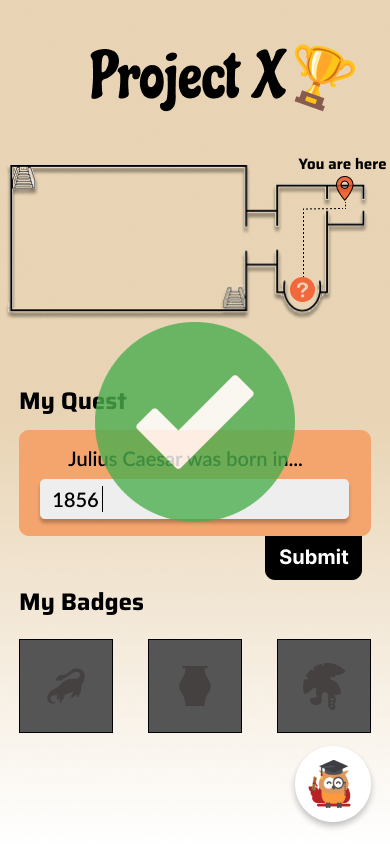 Project X
You are here
?
My Quest
Julius Caesar was born in...
1856
Submit
My Badges